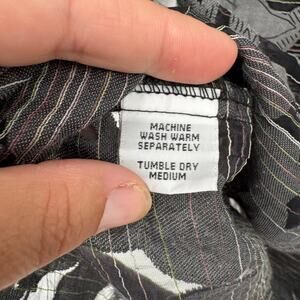 MACHINE
WASH WARM
SEPARATELY
TUMBLE DRY
MEDIUM